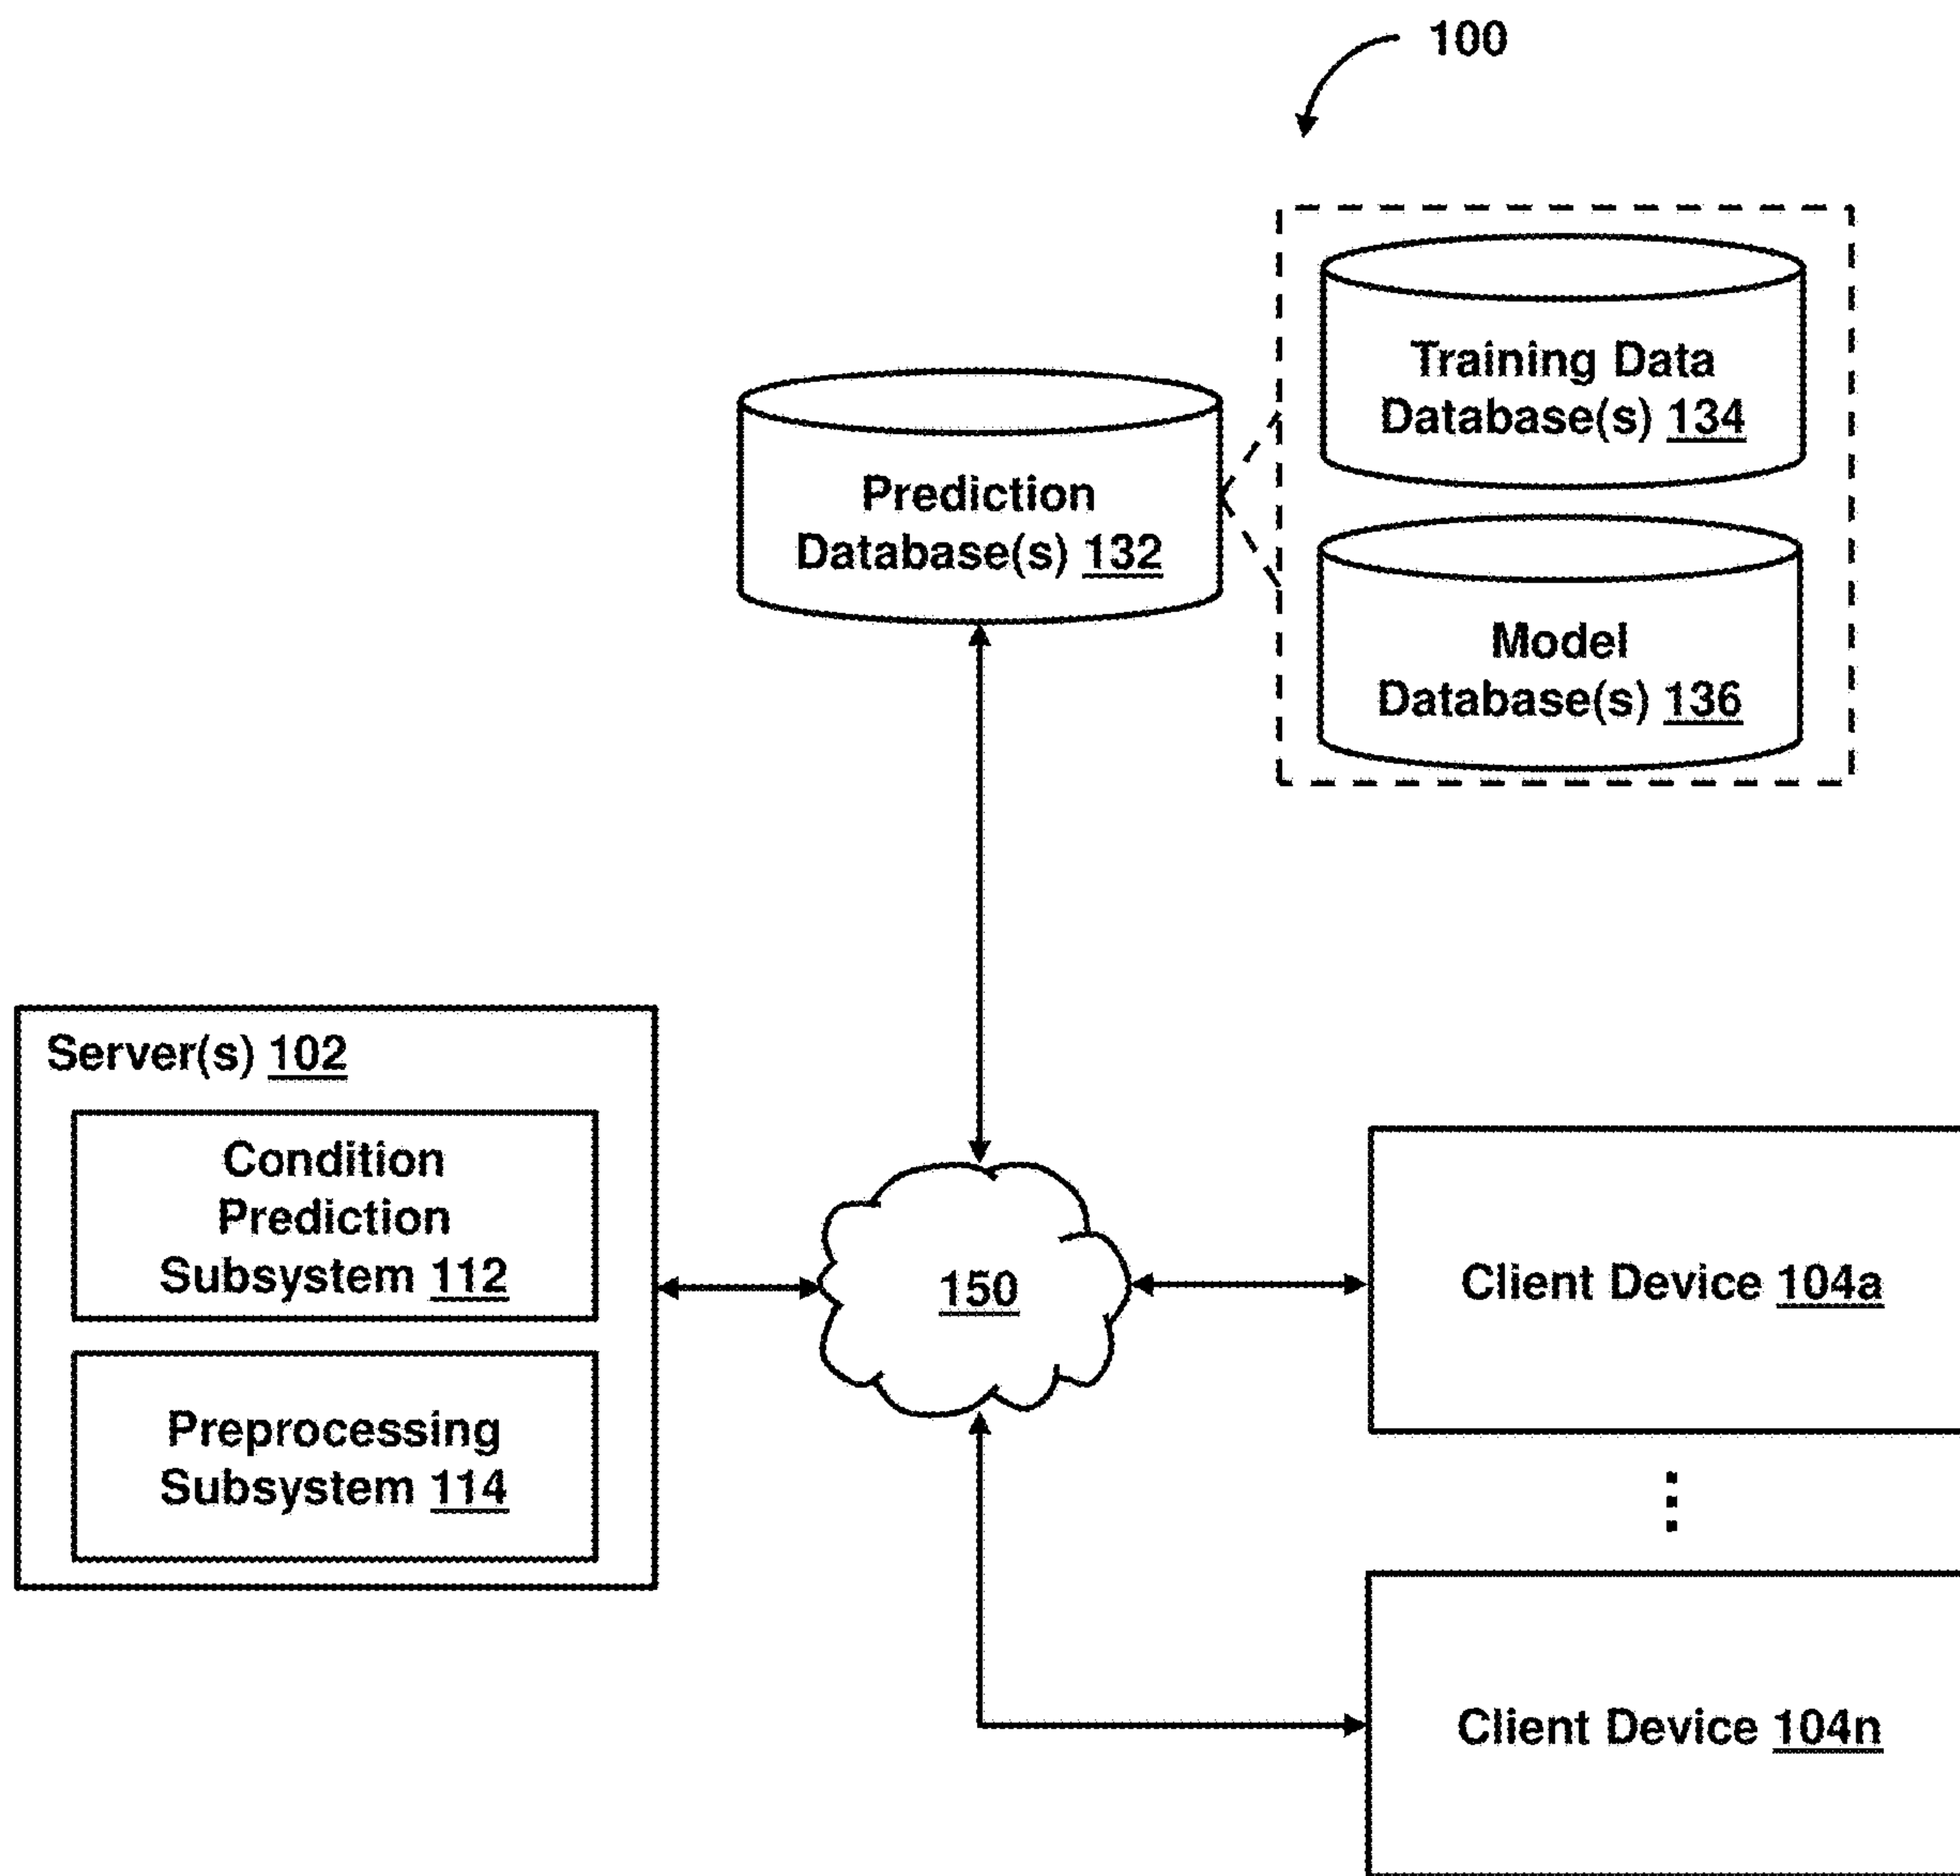 100
Training Data
Database(s) 134
Prediction
Database(s) 132
Model
Database(s) 136
Server(s) 102
Condition
Prediction
Subsystem 112
Preprocessing
Subsystem 114
150
Client Device 104a
Client Device 104n